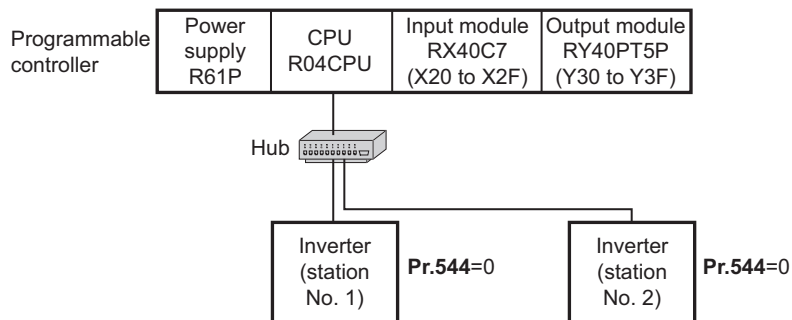 Programmable
controller
Power
supply
R61P
CPU
R04CPU
Input module
RX40C7
(X20 to X2F)
Output module
RY40PT5P
(Y30 to Y3F)
Hub
Inverter
(station
No. 1)
Pr.544=0
Inverter
(station
No. 2)
Pr.544=0